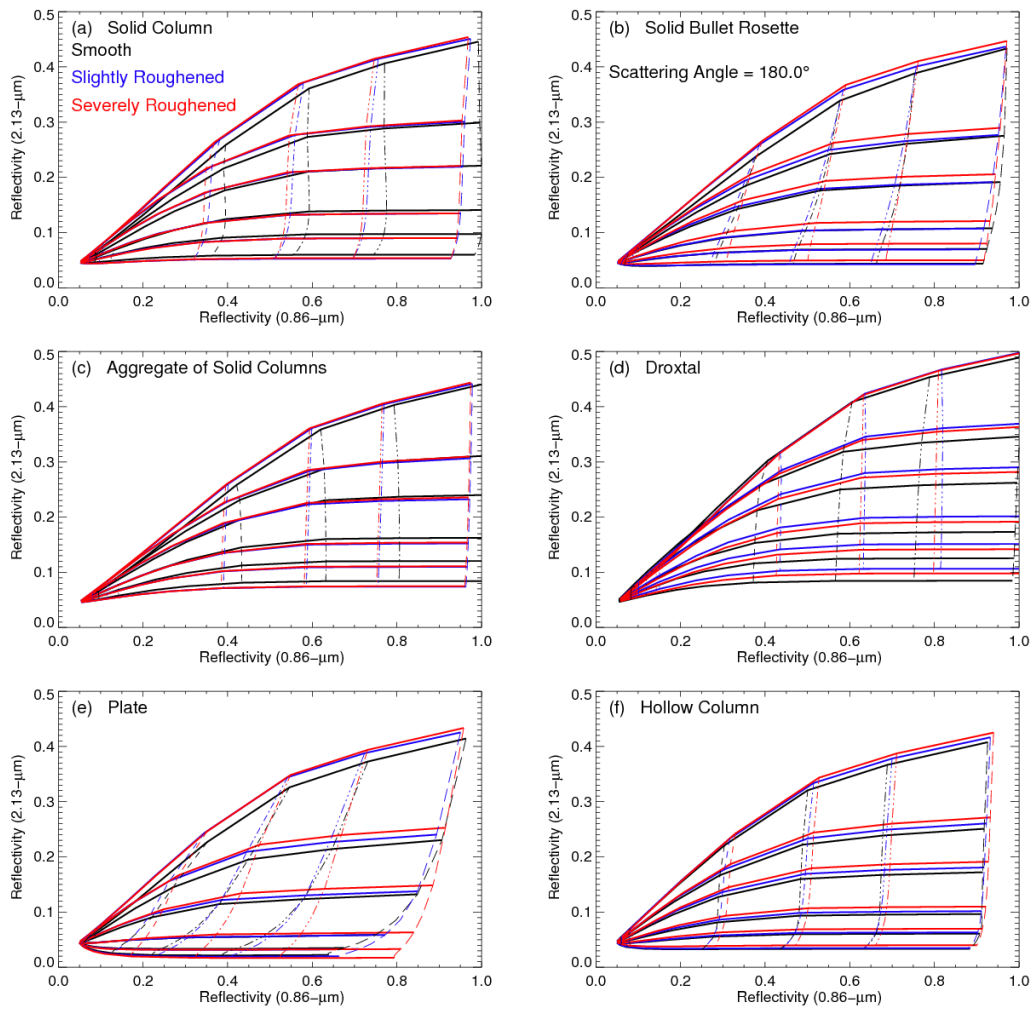 (a) Solid Column
Smooth
Slightly Roughened
Severely Roughened
0.5
0.4
0.3
0.2
0.1
0.0
Reflectivity (2.13−μm)
0.0 0.2 0.4 0.6 0.8 1.0
Reflectivity (0.86−μm)
(b) Solid Bullet Rosette
Scattering Angle = 180.0°
0.5
0.4
0.3
0.2
0.1
0.0
Reflectivity (2.13−μm)
0.0 0.2 0.4 0.6 0.8 1.0
Reflectivity (0.86−μm)
(c) Aggregate of Solid Columns
0.5
0.4
0.3
0.2
0.1
0.0
Reflectivity (2.13−μm)
0.0 0.2 0.4 0.6 0.8 1.0
Reflectivity (0.86−μm)
(d) Droxtal
0.5
0.4
0.3
0.2
0.1
0.0
Reflectivity (2.13−μm)
0.0 0.2 0.4 0.6 0.8 1.0
Reflectivity (0.86−μm)
(e) Plate
0.5
0.4
0.3
0.2
0.1
0.0
Reflectivity (2.13−μm)
0.0 0.2 0.4 0.6 0.8 1.0
Reflectivity (0.86−μm)
(f) Hollow Column
0.5
0.4
0.3
0.2
0.1
0.0
Reflectivity (2.13−μm)
0.0 0.2 0.4 0.6 0.8 1.0
Reflectivity (0.86−μm)